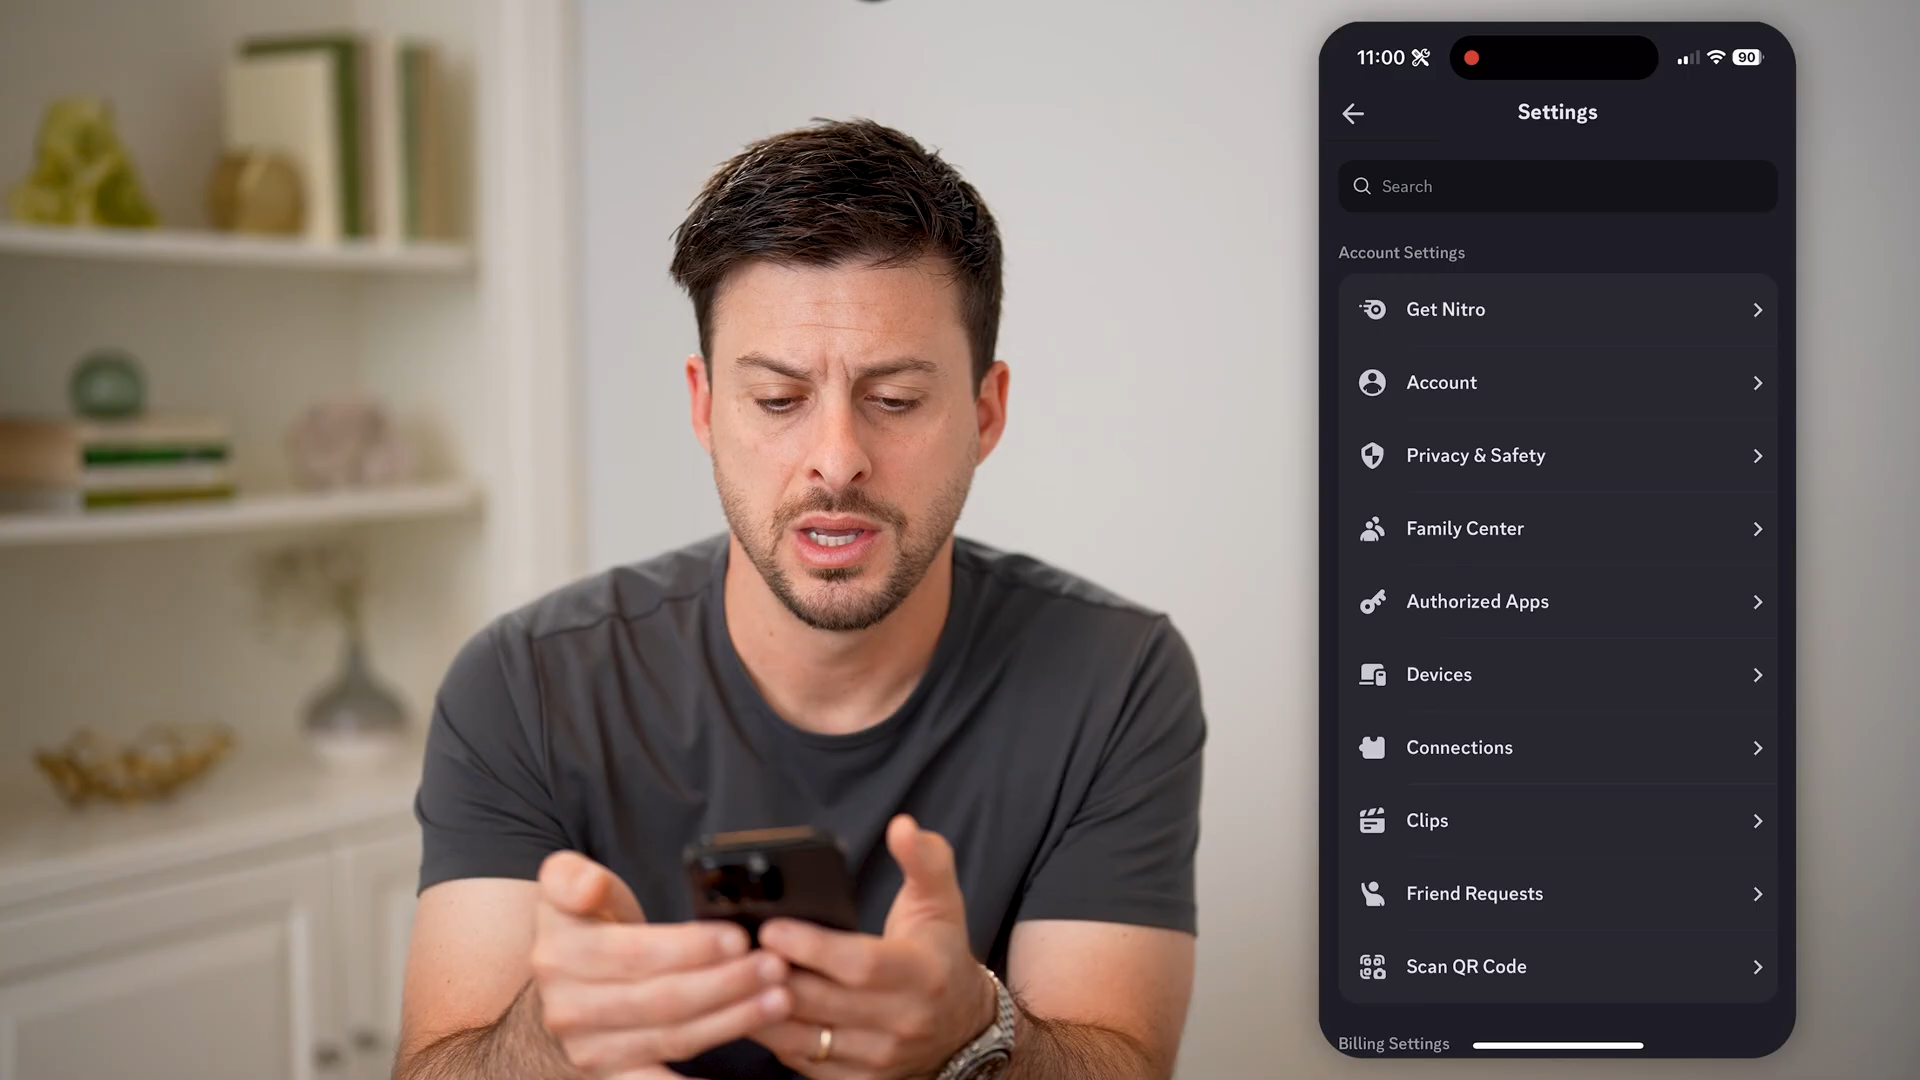 11:00
90
Settings
Search
Account Settings
Get Nitro
Account
Privacy & Safety
Family Center
Authorized Apps
Devices
Connections
Clips
Friend Requests
Scan QR Code
Billing Settings